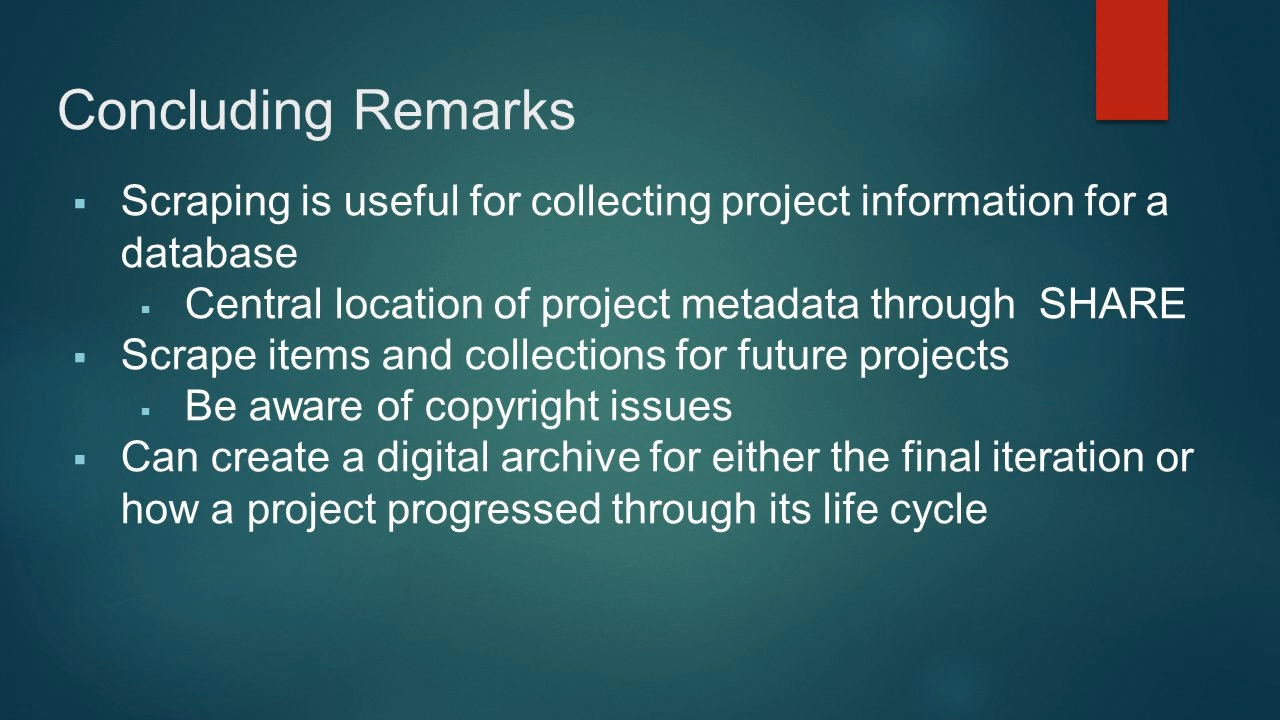 Concluding Remarks
▪ Scraping is useful for collecting project information for a
database
▪ Central location of project metadata through  SHARE
▪ Scrape items and collections for future projects
▪ Be aware of copyright issues
▪ Can create a digital archive for either the final iteration or
how a project progressed through its life cycle